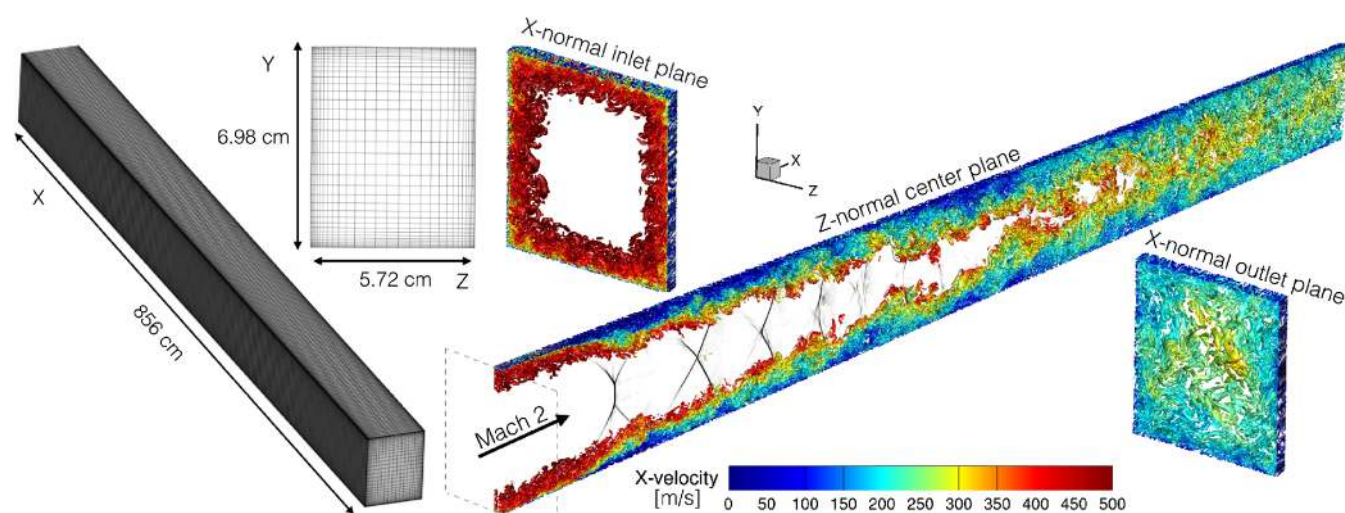 Y
6.98 cm
X
856 cm
5.72 cm
Z
X-normal inlet plane
Y
X
Z
Z-normal center plane
X-normal outlet plane
Mach 2
X-velocity
[m/s]
0 50 100 150 200 250 300 350 400 450 500